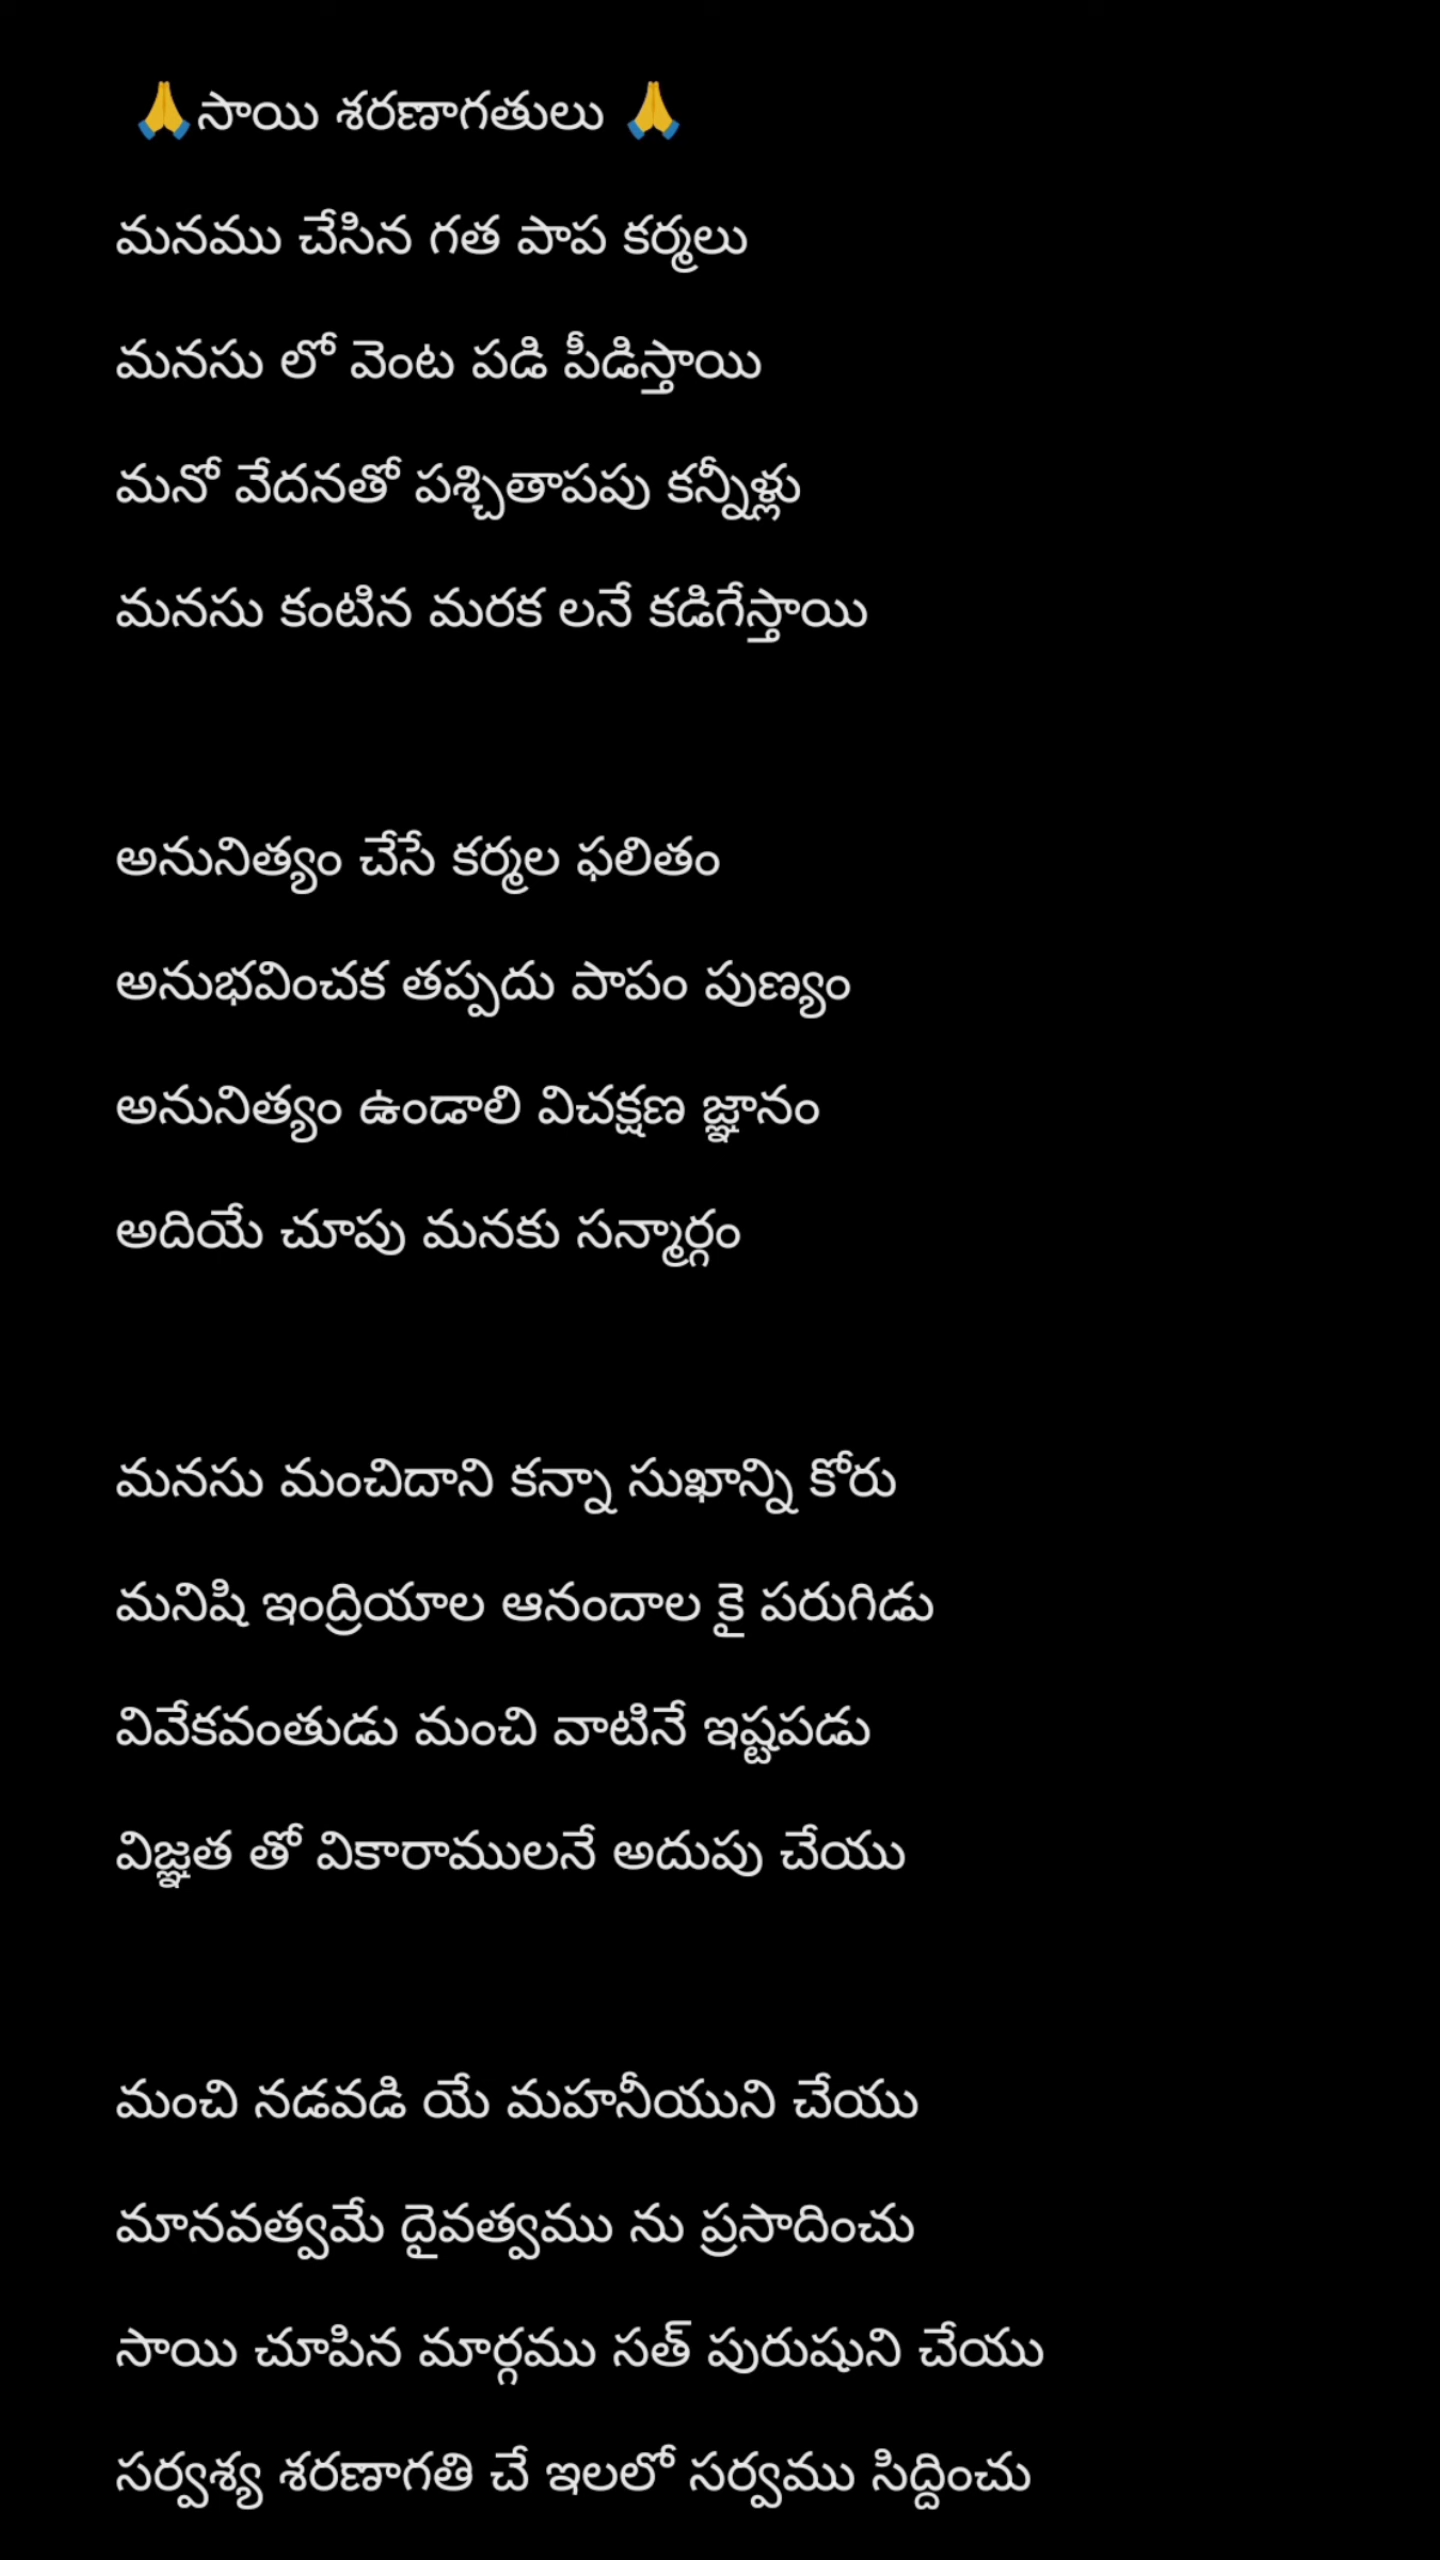 🙏సాయి శరణాగతులు 🙏
మనము చేసిన గత పాప కర్మలు
మనసు లో వెంట పడి పీడిస్తాయి
మనో వేదనతో పశ్చితాపపు కన్నీళ్లు
మనసు కంటిన మరక లనే కడిగేస్తాయి
అనునిత్యం చేసే కర్మల ఫలితం
అనుభవించక తప్పదు పాపం పుణ్యం
అనునిత్యం ఉండాలి విచక్షణ జ్ఞానం
అదియే చూపు మనకు సన్మార్గం
మనసు మంచిదాని కన్నా సుఖాన్ని కోరు
మనిషి ఇంద్రియాల ఆనందాల కై పరుగిడు
వివేకవంతుడు మంచి వాటినే ఇష్టపడు
విజ్ఞత తో వికారాములనే అదుపు చేయు
మంచి నడవడి యే మహనీయుని చేయు
మానవత్వమే దైవత్వము ను ప్రసాదించు
సాయి చూపిన మార్గము సత్ పురుషుని చేయు
సర్వశ్య శరణాగతి చే ఇలలో సర్వము సిద్దించు